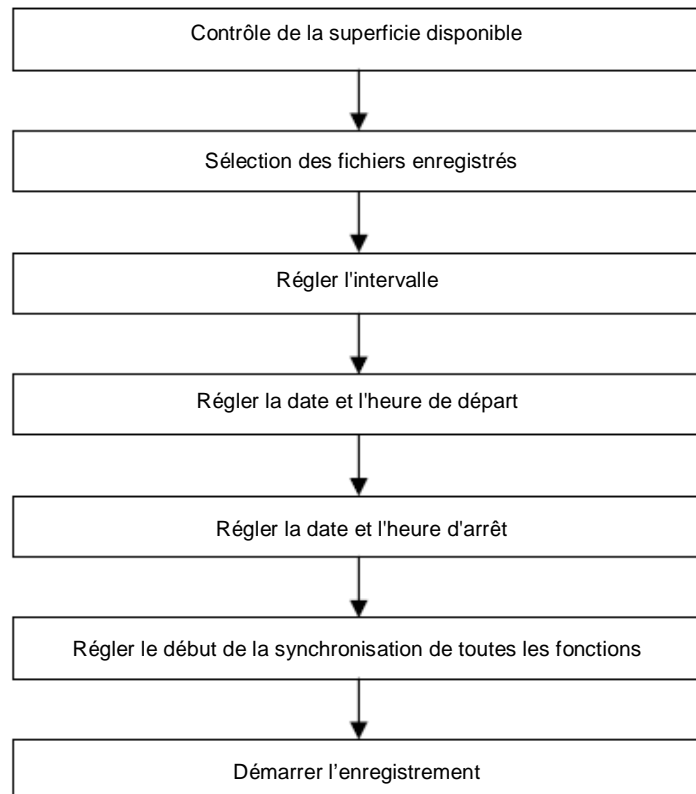 Contrôle de la superficie disponible
Sélection des fichiers enregistrés
Régler l'intervalle
Régler la date et l'heure de départ
Régler la date et l'heure d'arrêt
Régler le début de la synchronisation de toutes les fonctions
Démarrer l’enregistrement